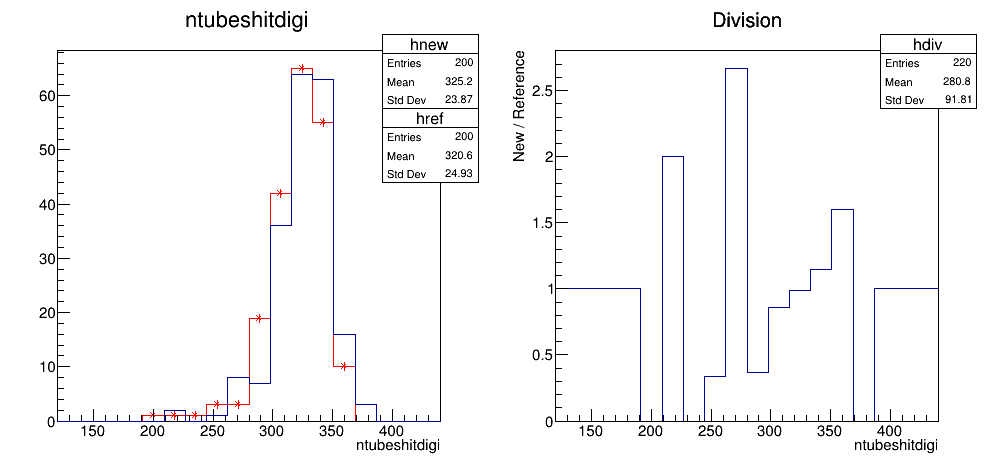 ntubeshitdigi
hnew
Entries 200
Mean 325.2
Std Dev 23.87
href
Entries 200
Mean 320.6
Std Dev 24.93
0
10
20
30
40
50
60
150 200 250 300 350 400
ntubeshitdigi
Division
hdiv
Entries 220
Mean 280.8
Std Dev 91.81
New / Reference
0
0.5
1
1.5
2
2.5
150 200 250 300 350 400
ntubeshitdigi